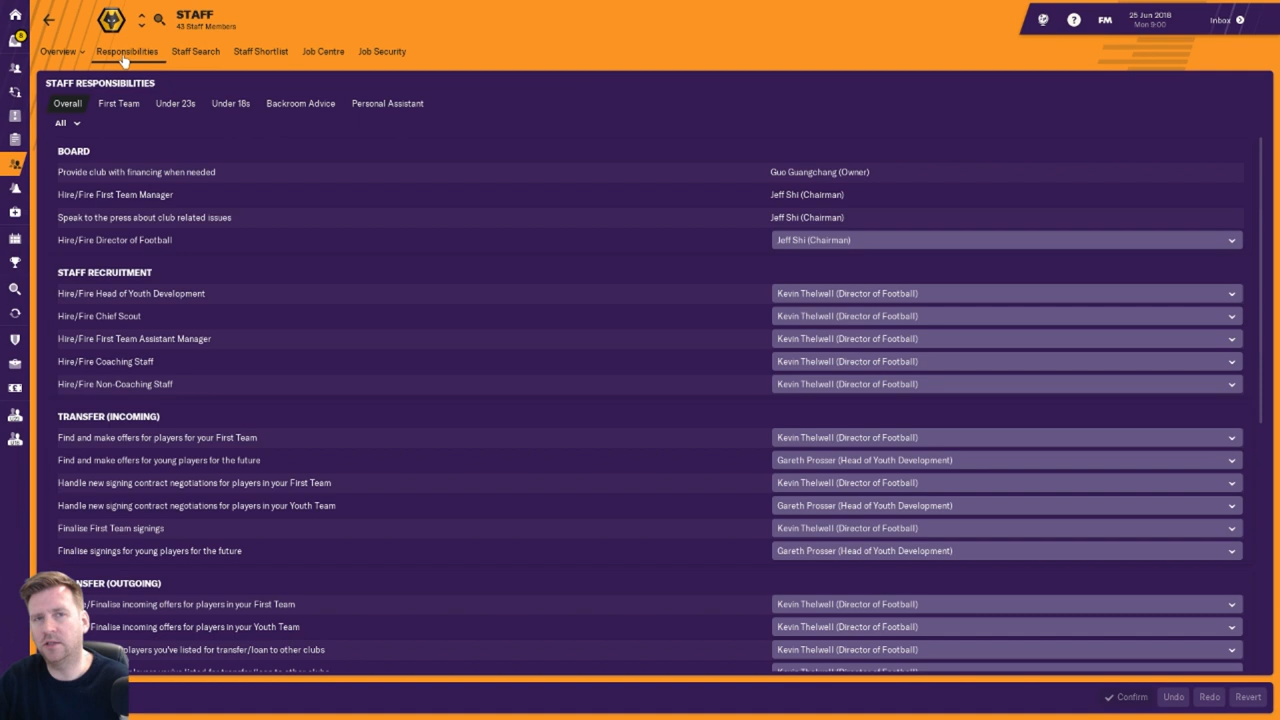 STAFF
43 Staff Members
25 Jun 2018
Mon 9:00
FM
Inbox
8
Overview
Responsibilities
Staff Search
Staff Shortlist
Job Centre
Job Security
STAFF RESPONSIBILITIES
Overall
First Team
Under 23s
Under 18s
Backroom Advice
Personal Assistant
All
BOARD
Provide club with financing when needed
Guo Guangchang (Owner)
Hire/Fire First Team Manager
Jeff Shi (Chairman)
Speak to the press about club related issues
Jeff Shi (Chairman)
Hire/Fire Director of Football
Jeff Shi (Chairman)
STAFF RECRUITMENT
Hire/Fire Head of Youth Development
Kevin Thelwell (Director of Football)
Hire/Fire Chief Scout
Kevin Thelwell (Director of Football)
Hire/Fire First Team Assistant Manager
Kevin Thelwell (Director of Football)
Hire/Fire Coaching Staff
Kevin Thelwell (Director of Football)
Hire/Fire Non-Coaching Staff
Kevin Thelwell (Director of Football)
TRANSFER (INCOMING)
Find and make offers for players for your First Team
Kevin Thelwell (Director of Football)
Find and make offers for young players for the future
Gareth Prosser (Head of Youth Development)
Handle new signing contract negotiations for players in your First Team
Kevin Thelwell (Director of Football)
Handle new signing contract negotiations for players in your Youth Team
Gareth Prosser (Head of Youth Development)
Finalise First Team signings
Kevin Thelwell (Director of Football)
Finalise signings for young players for the future
Gareth Prosser (Head of Youth Development)
NSFER (OUTGOING)
/Finalise incoming offers for players in your First Team
Kevin Thelwell (Director of Football)
Finalise incoming offers for players in your Youth Team
Kevin Thelwell (Director of Football)
players you've listed for transfer/loan to other clubs
Kevin Thelwell (Director of Football)
Confirm
Undo
Redo
Revert